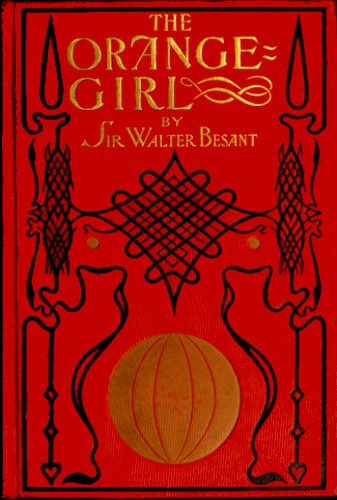 THE
ORANGE=
GIRL
BY
SIR WALTER BESANT